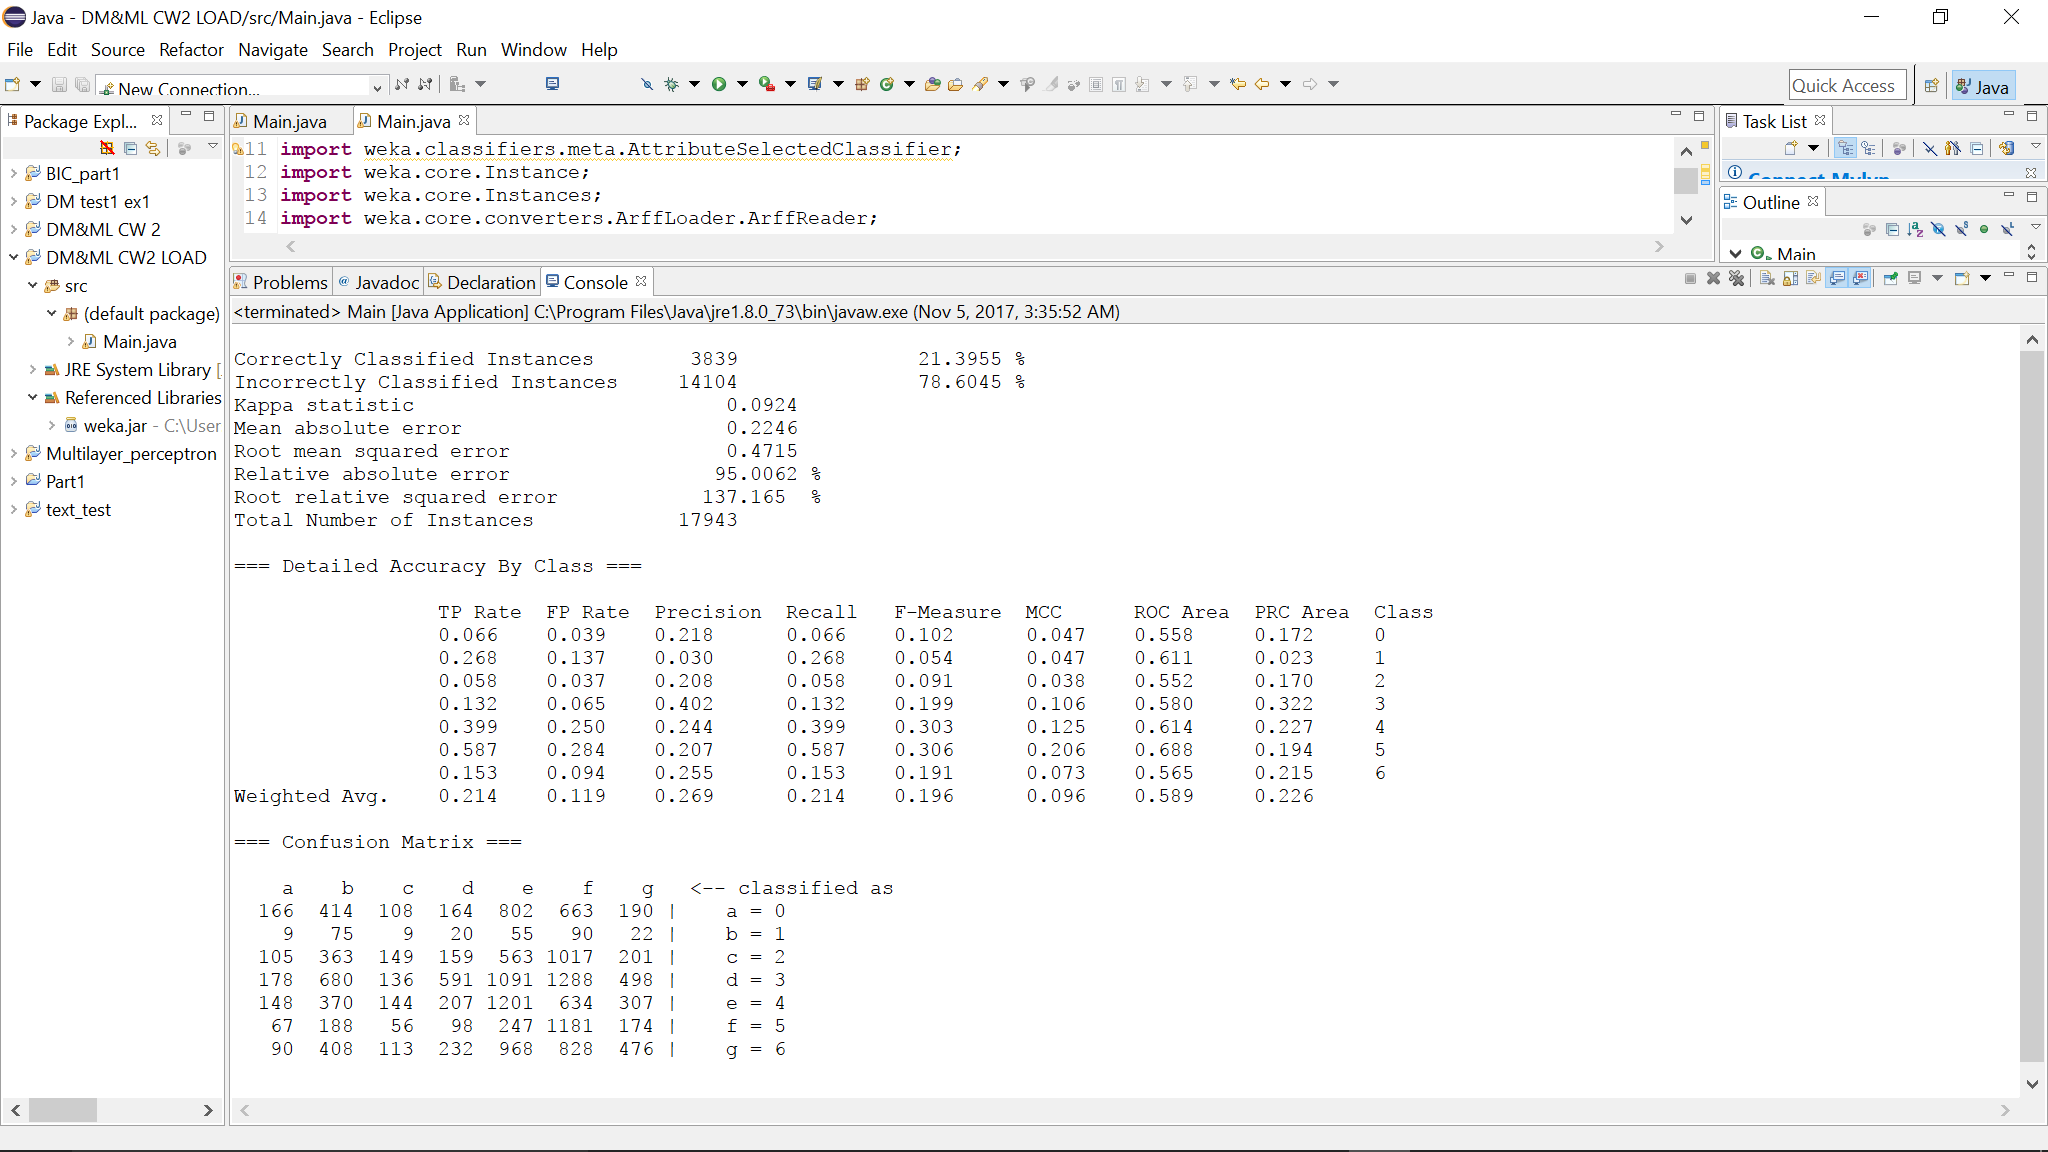 Java - DM&ML CW2 LOAD/src/Main.java - Eclipse
File Edit Source Refactor Navigate Search Project Run Window Help
New Connection...
Quick Access
Java
Package Expl...
BIC_part1
DM test1 ex1
DM&ML CW 2
DM&ML CW2 LOAD
src
(default package)
Main.java
JRE System Library [
Referenced Libraries
weka.jar - C:\User
Multilayer_perceptron
Part1
text_test
Main.java Main.java
11 import weka.classifiers.meta.AttributeSelectedClassifier;
12 import weka.core.Instance;
13 import weka.core.Instances;
14 import weka.core.converters.ArffLoader.ArffReader;
Task List
Connect Mylyn
Outline
Main
Problems @ Javadoc Declaration Console
<terminated> Main [Java Application] C:\Program Files\Java\jre1.8.0_73\bin\javaw.exe (Nov 5, 2017, 3:35:52 AM)
Correctly Classified Instances 3839 21.3955 %
Incorrectly Classified Instances 14104 78.6045 %
Kappa statistic 0.0924
Mean absolute error 0.2246
Root mean squared error 0.4715
Relative absolute error 95.0062 %
Root relative squared error 137.165 %
Total Number of Instances 17943
=== Detailed Accuracy By Class ===
TP Rate FP Rate Precision Recall F-Measure MCC ROC Area PRC Area Class
0.066 0.039 0.218 0.066 0.102 0.047 0.558 0.172 0
0.268 0.137 0.030 0.268 0.054 0.047 0.611 0.023 1
0.058 0.037 0.208 0.058 0.091 0.038 0.552 0.170 2
0.132 0.065 0.402 0.132 0.199 0.106 0.580 0.322 3
0.399 0.250 0.244 0.399 0.303 0.125 0.614 0.227 4
0.587 0.284 0.207 0.587 0.306 0.206 0.688 0.194 5
0.153 0.094 0.255 0.153 0.191 0.073 0.565 0.215 6
Weighted Avg. 0.214 0.119 0.269 0.214 0.196 0.096 0.589 0.226
=== Confusion Matrix ===
a b c d e f g <-- classified as
166 414 108 164 802 663 190 | a = 0
9 75 9 20 55 90 22 | b = 1
105 363 149 159 563 1017 201 | c = 2
178 680 136 591 1091 1288 498 | d = 3
148 370 144 207 1201 634 307 | e = 4
67 188 56 98 247 1181 174 | f = 5
90 408 113 232 968 828 476 | g = 6